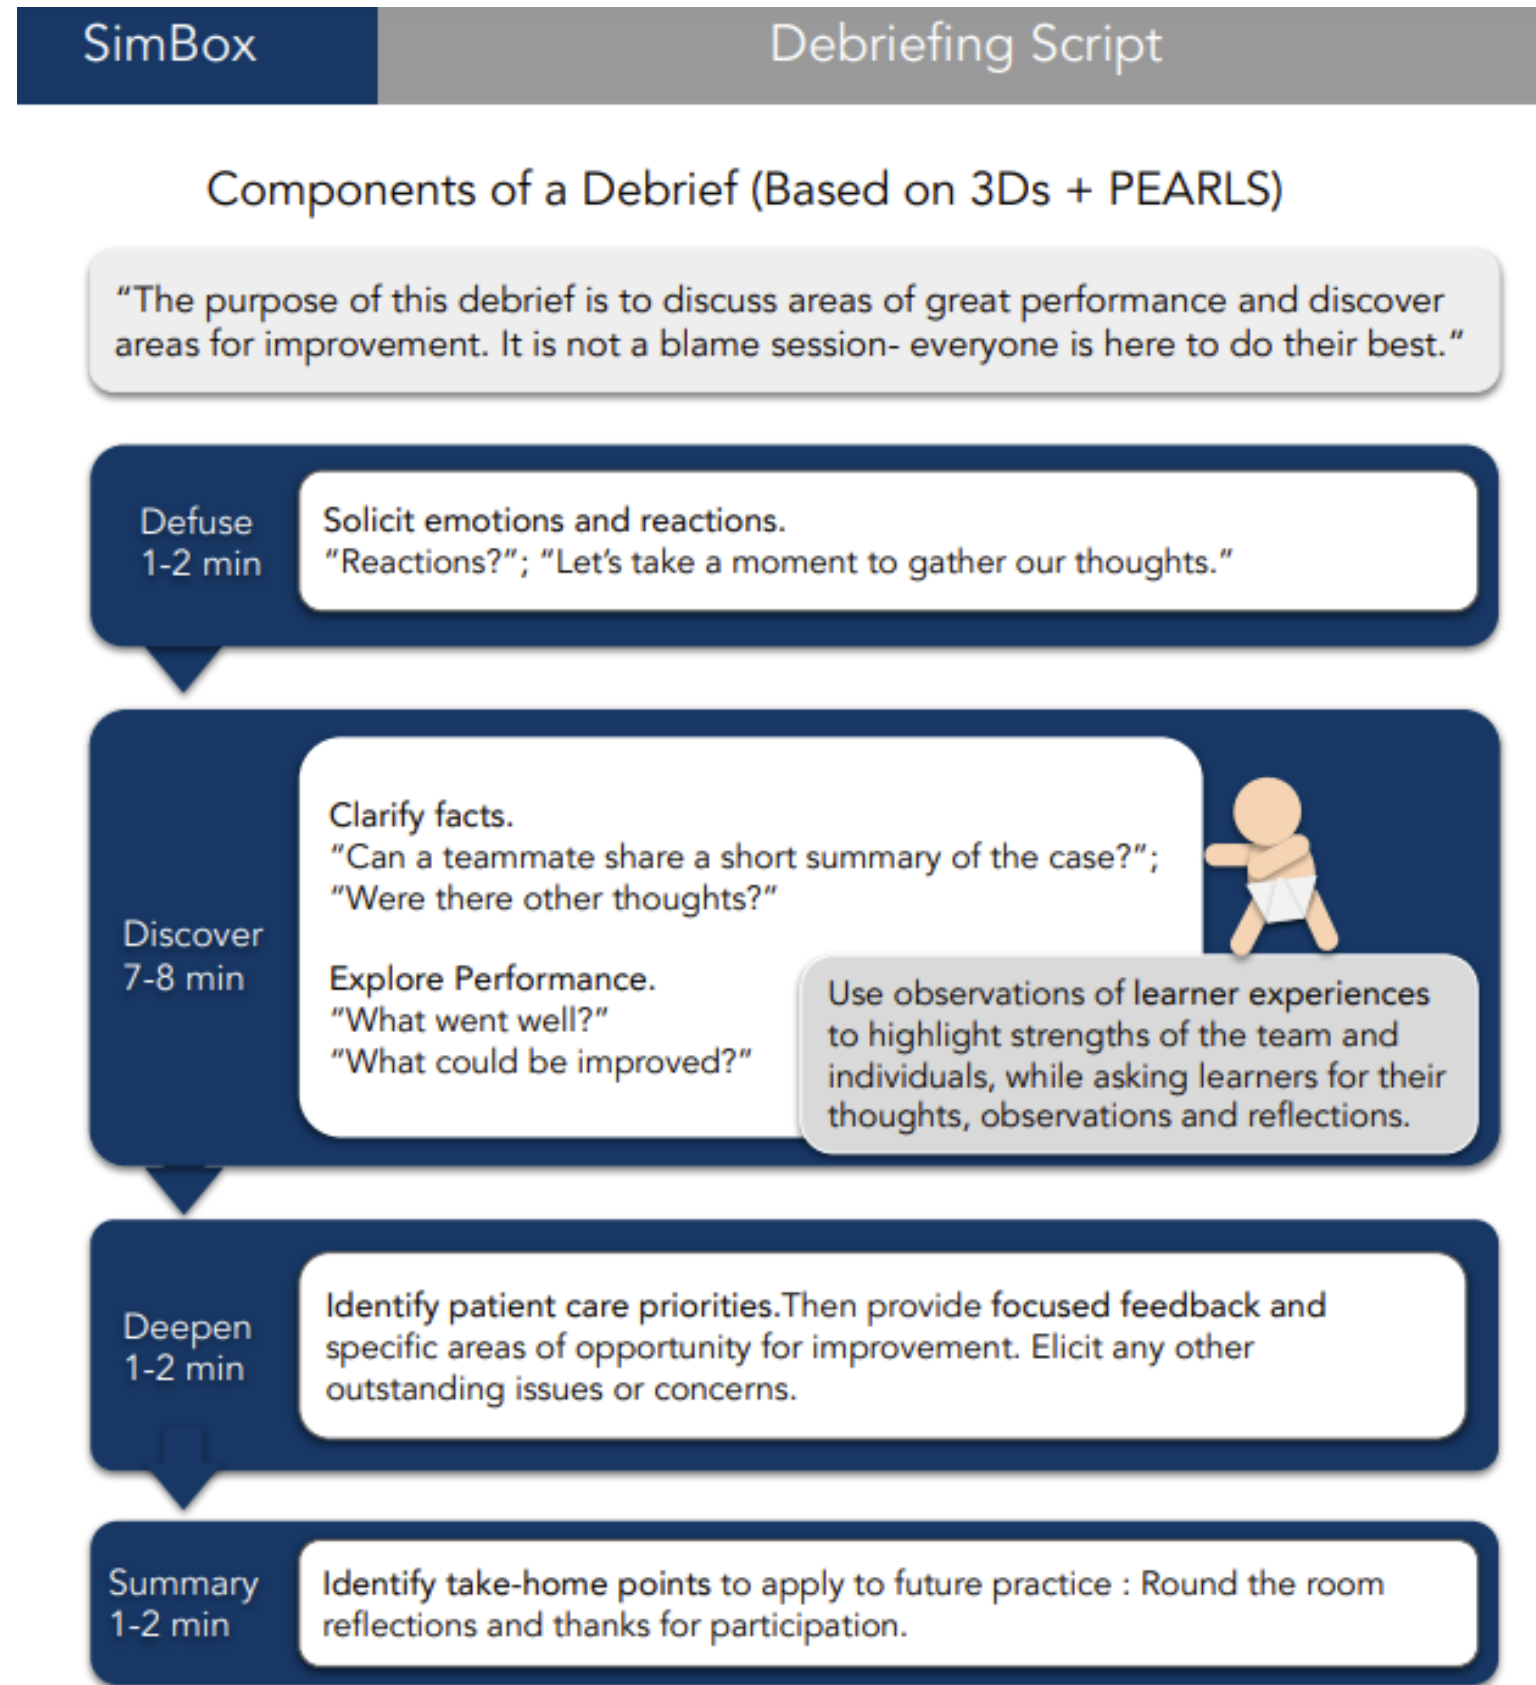 SimBox
Debriefing Script
Components of a Debrief (Based on 3Ds + PEARLS)
“The purpose of this debrief is to discuss areas of great performance and discover
areas for improvement. It is not a blame session- everyone is here to do their best.”
Defuse
1-2 min
Solicit emotions and reactions.
“Reactions?”; “Let’s take a moment to gather our thoughts.”
Discover
7-8 min
Clarify facts.
“Can a teammate share a short summary of the case?”;
“Were there other thoughts?”
Explore Performance.
“What went well?”
“What could be improved?”
Use observations of learner experiences
to highlight strengths of the team and
individuals, while asking learners for their
thoughts, observations and reflections.
Deepen
1-2 min
Identify patient care priorities.Then provide focused feedback and
specific areas of opportunity for improvement. Elicit any other
outstanding issues or concerns.
Summary
1-2 min
Identify take-home points to apply to future practice : Round the room
reflections and thanks for participation.